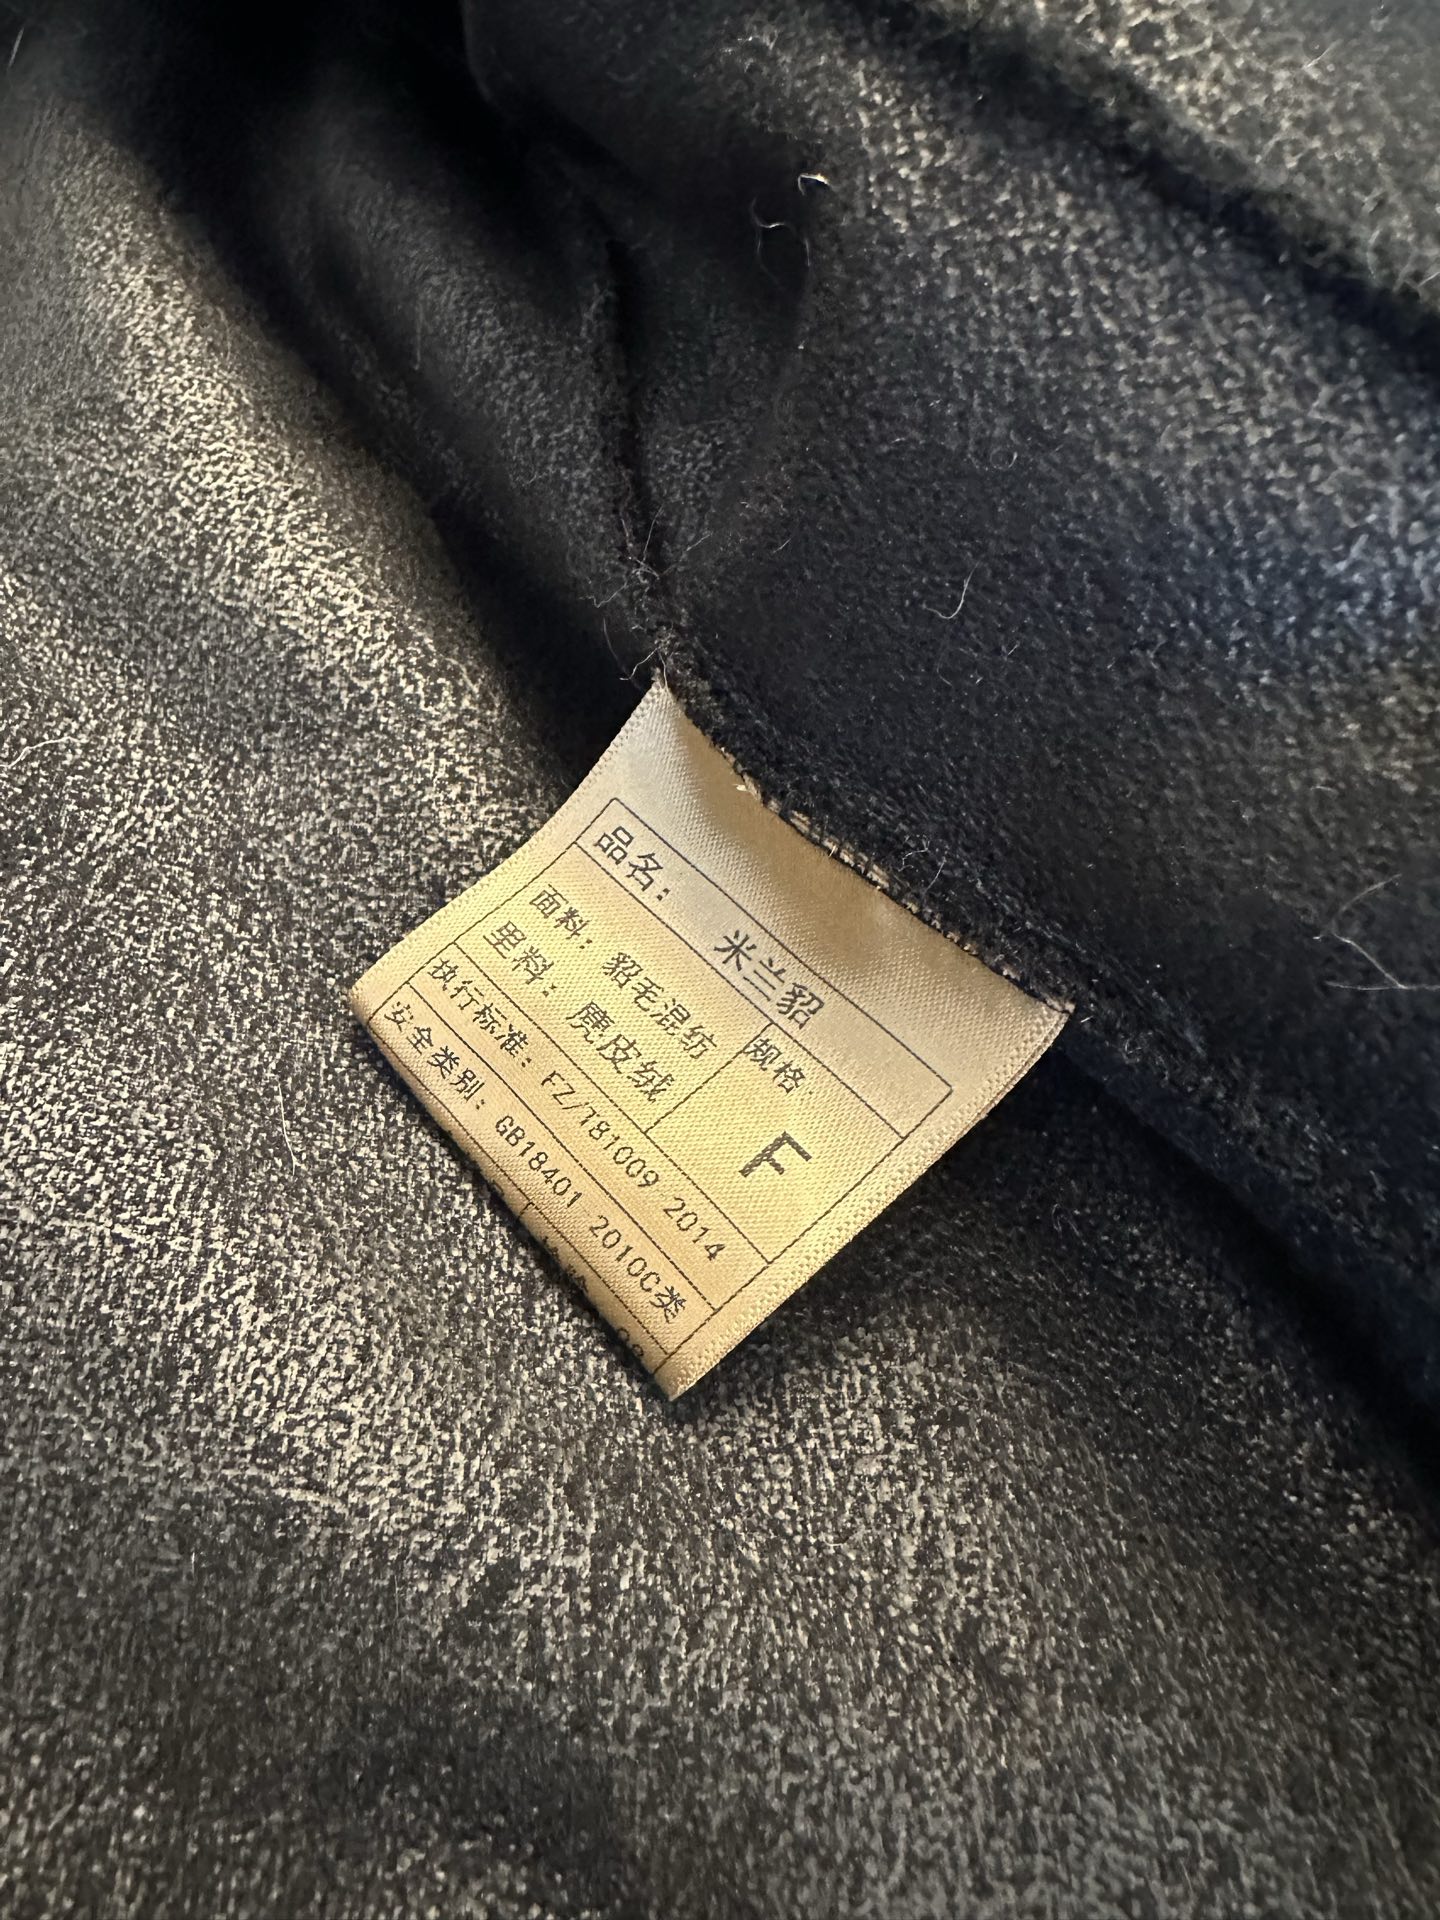 品名： 米兰貂
面料：貂毛混纺
里料：麂皮绒
规格：
F
执行标准：FZ/T81009 2014
安全类别：GB18401 2010C类